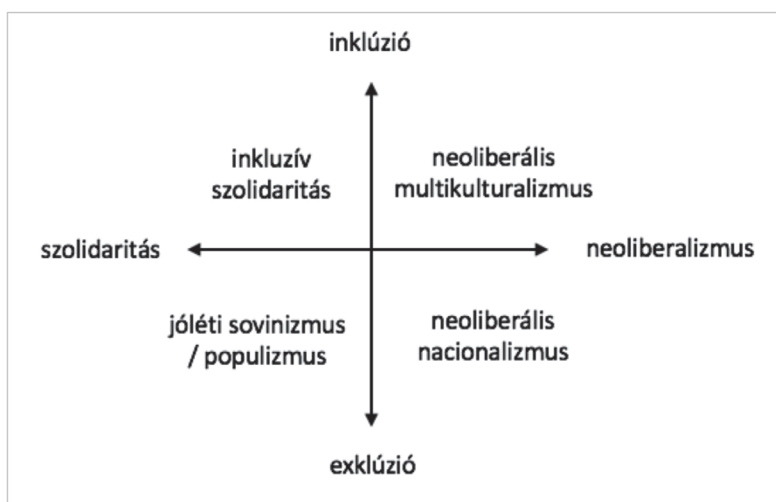 inklúzió
inkluzív
szolidaritás
neoliberális
multikulturalizmus
szolidaritás
neoliberalizmus
jóléti sovinizmus
/ populizmus
neoliberális
nacionalizmus
exklúzió